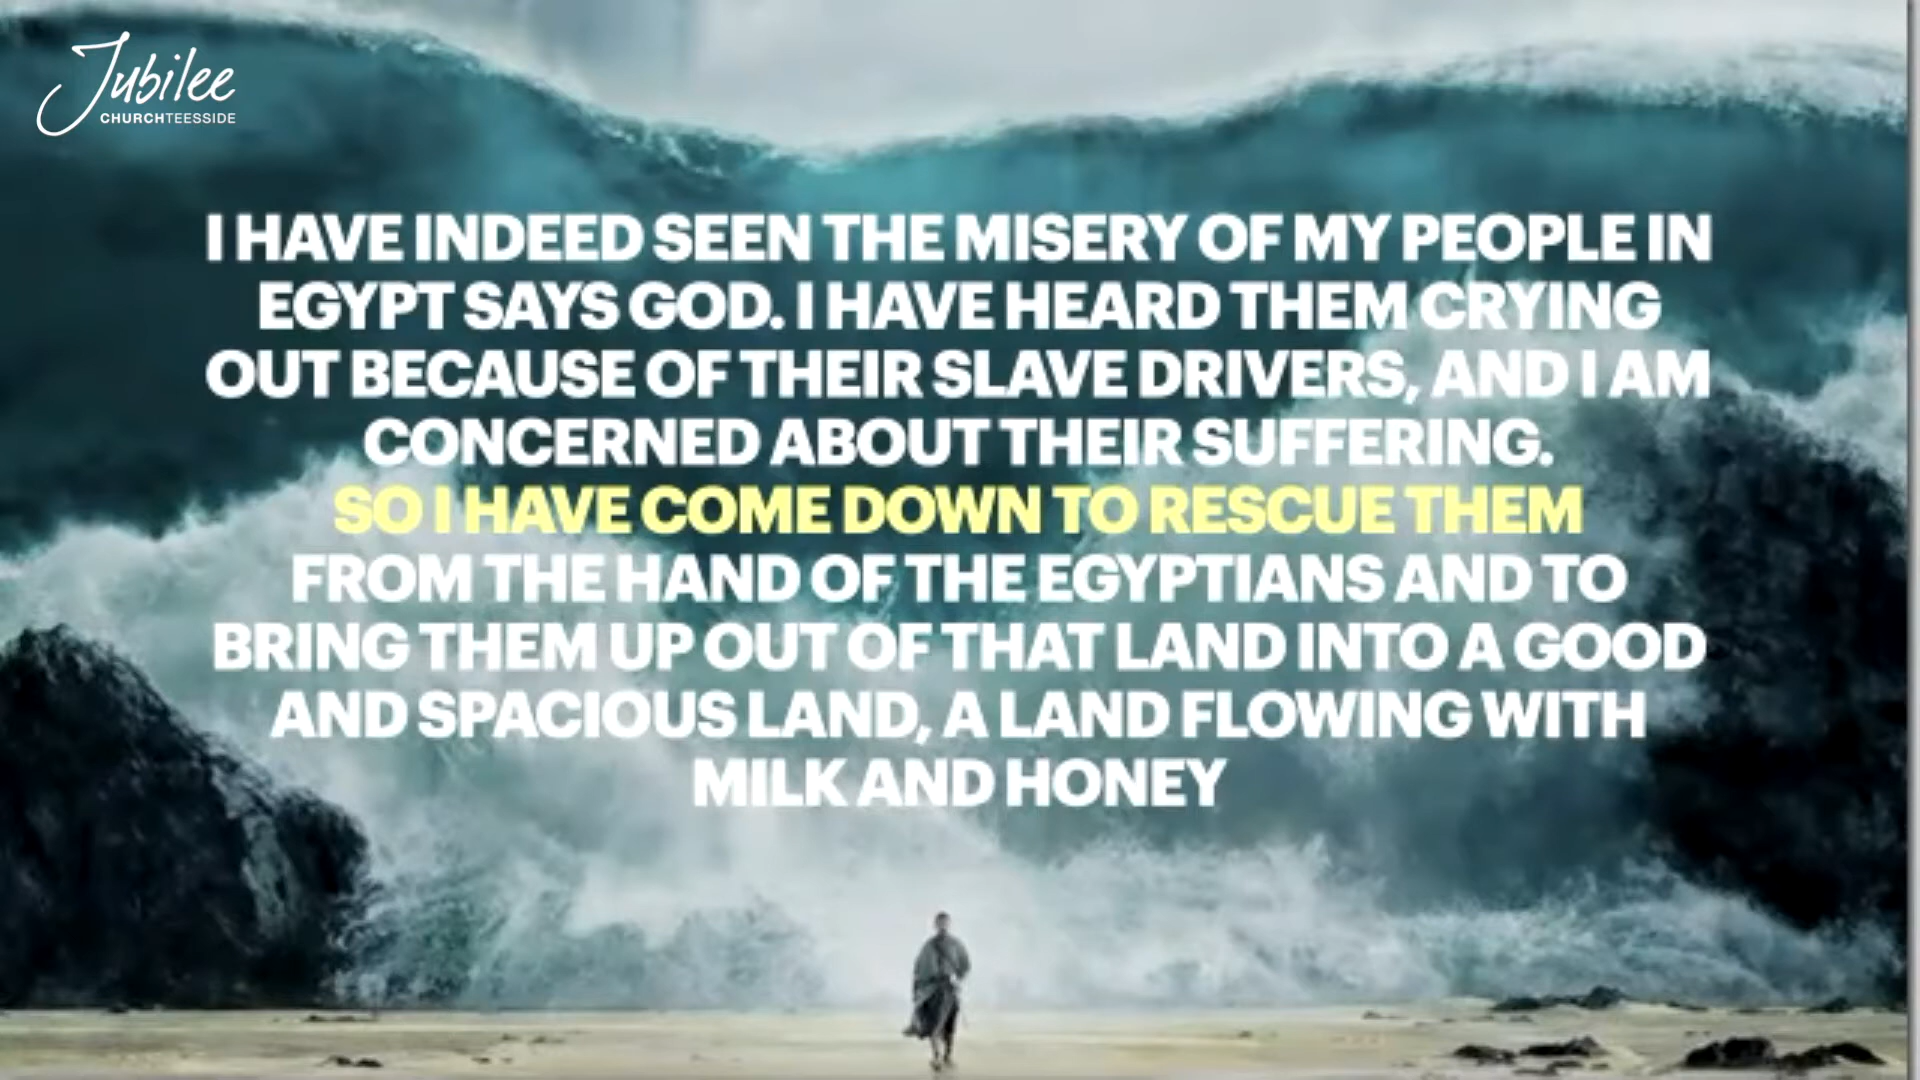 Jubilee
CHURCHTEESSIDE
I HAVE INDEED SEEN THE MISERY OF MY PEOPLE IN
EGYPT SAYS GOD. I HAVE HEARD THEM CRYING
OUT BECAUSE OF THEIR SLAVE DRIVERS, AND I AM
CONCERNED ABOUT THEIR SUFFERING.
SO I HAVE COME DOWN TO RESCUE THEM
FROM THE HAND OF THE EGYPTIANS AND TO
BRING THEM UP OUT OF THAT LAND INTO A GOOD
AND SPACIOUS LAND, A LAND FLOWING WITH
MILK AND HONEY